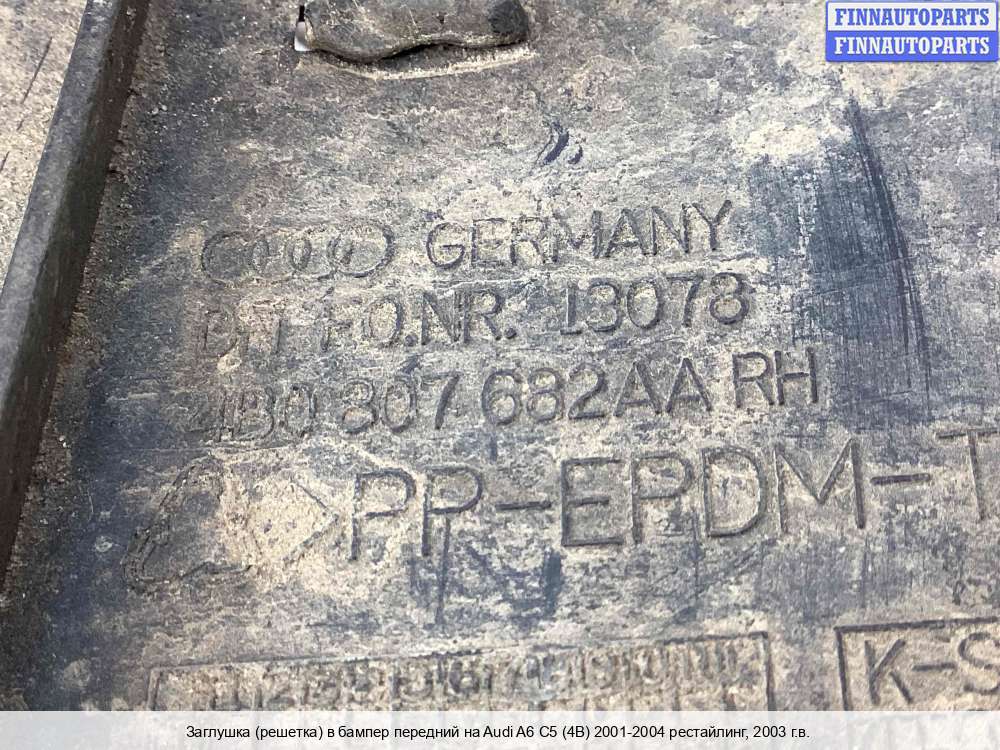 FINNAUTOPARTS
FINNAUTOPARTS
GERMANY
13078
4B0 807 682AA RH
PP-EPDM-T
K-S
Заглушка (решетка) в бампер передний на Audi A6 C5 (4B) 2001-2004 рестайлинг, 2003 г.в.